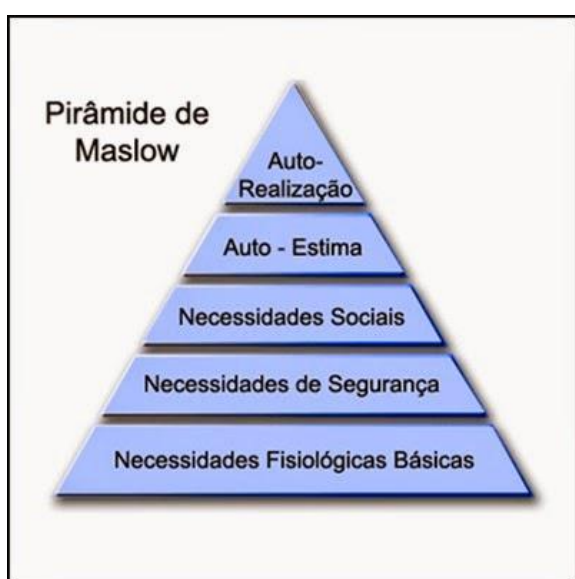 Pirâmide de
Maslow
Auto-
Realização
Auto - Estima
Necessidades Sociais
Necessidades de Segurança
Necessidades Fisiológicas Básicas